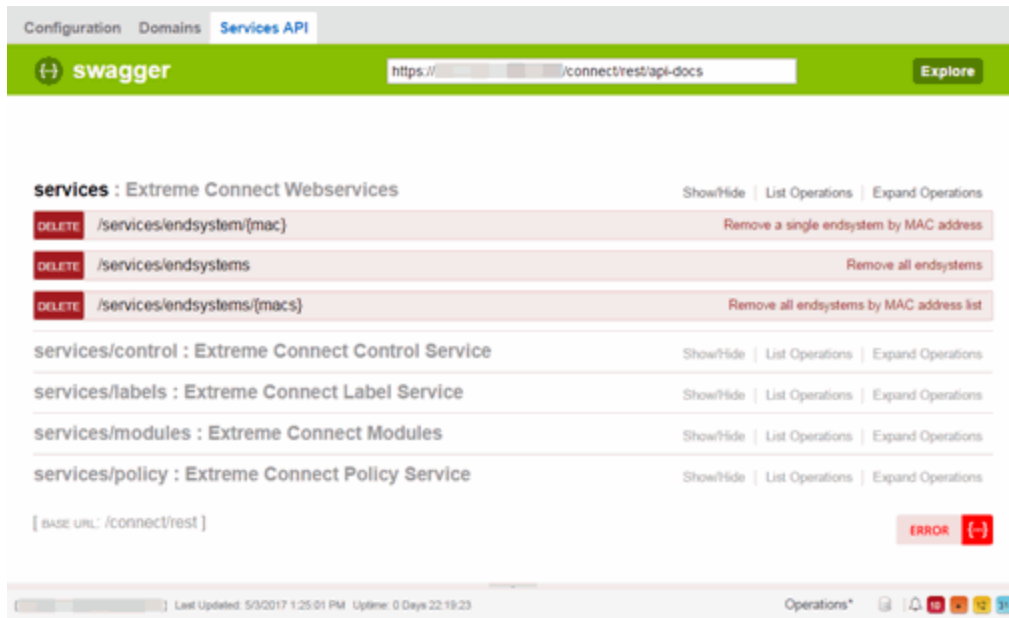 Configuration Domains Services API
swagger https:// /connect/rest/api-docs Explore
services : Extreme Connect Webservices Show/Hide | List Operations | Expand Operations
DELETE /services/endsystem/{mac} Remove a single endsystem by MAC address
DELETE /services/endsystems Remove all endsystems
DELETE /services/endsystems/{macs} Remove all endsystems by MAC address list
services/control : Extreme Connect Control Service Show/Hide | List Operations | Expand Operations
services/labels : Extreme Connect Label Service Show/Hide | List Operations | Expand Operations
services/modules : Extreme Connect Modules Show/Hide | List Operations | Expand Operations
services/policy : Extreme Connect Policy Service Show/Hide | List Operations | Expand Operations
[ BASE URL: /connect/rest ]
ERROR {...}
[ ] Last Updated: 5/3/2017 1:25:01 PM Uptime: 0 Days 22:19:23 Operations* 10 12 31